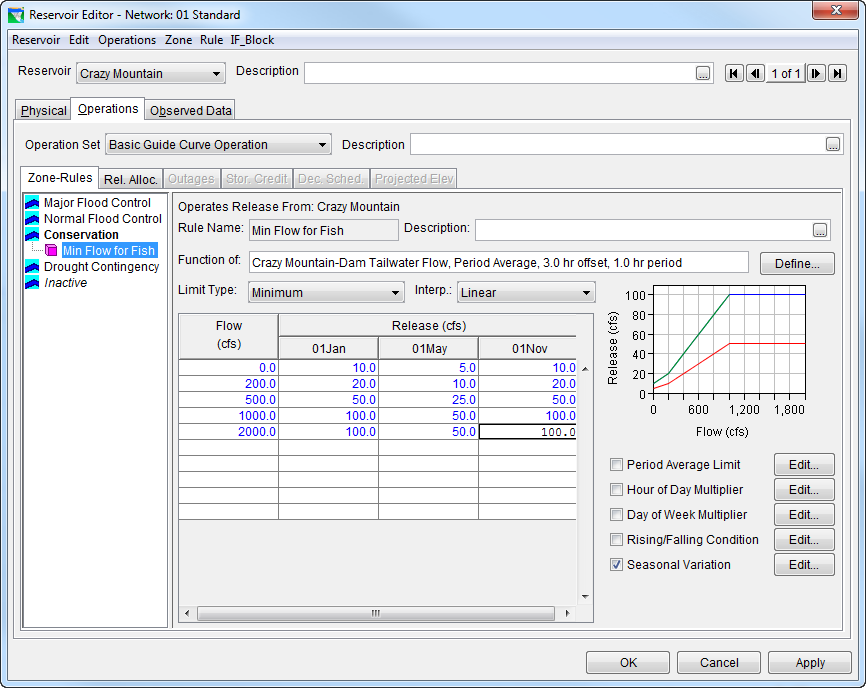 Reservoir Editor - Network: 01 Standard
Reservoir Edit Operations Zone Rule IF_Block
Reservoir Crazy Mountain Description ... 1 of 1
Physical Operations Observed Data
Operation Set Basic Guide Curve Operation Description ...
Zone-Rules Rel. Alloc. Outages Stor. Credit Dec. Sched. Projected Elev
Major Flood Control
Normal Flood Control
Conservation
Min Flow for Fish
Drought Contingency
Inactive
Operates Release From: Crazy Mountain
Rule Name: Min Flow for Fish Description: ...
Function of: Crazy Mountain-Dam Tailwater Flow, Period Average, 3.0 hr offset, 1.0 hr period Define...
Limit Type: Minimum Interp.: Linear
Flow (cfs) Release (cfs)
01Jan 01May 01Nov
0.0 10.0 5.0 10.0
200.0 20.0 10.0 20.0
500.0 50.0 25.0 50.0
1000.0 100.0 50.0 100.0
2000.0 100.0 50.0 100.0
Release (cfs)
100
80
60
40
20
0
0 600 1,200 1,800
Flow (cfs)
Period Average Limit Edit...
Hour of Day Multiplier Edit...
Day of Week Multiplier Edit...
Rising/Falling Condition Edit...
Seasonal Variation Edit...
OK Cancel Apply